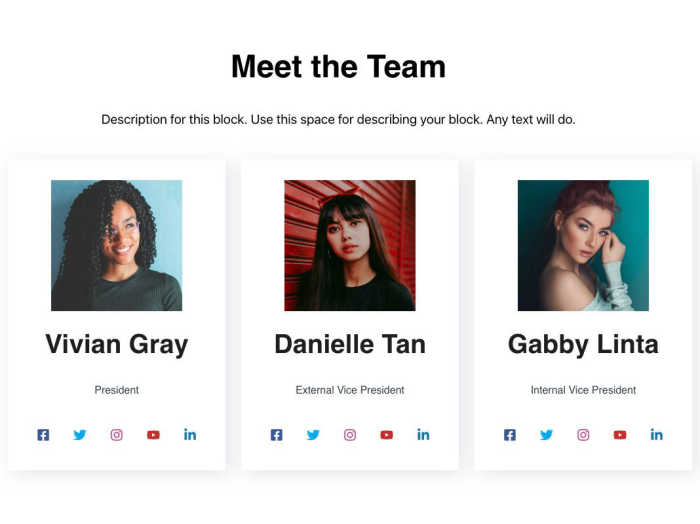 Meet the Team
Description for this block. Use this space for describing your block. Any text will do.
Vivian Gray
President
Danielle Tan
External Vice President
Gabby Linta
Internal Vice President